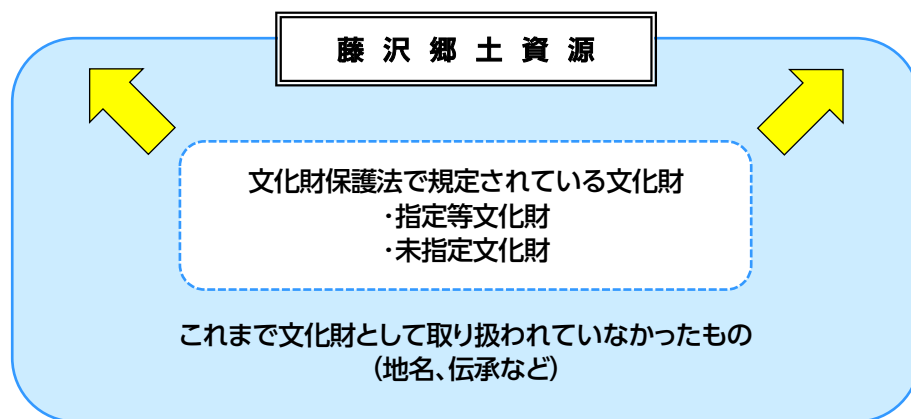 藤沢郷土資源
文化財保護法で規定されている文化財
・指定等文化財
・未指定文化財
これまで文化財として取り扱われていなかったもの
（地名、伝承など）